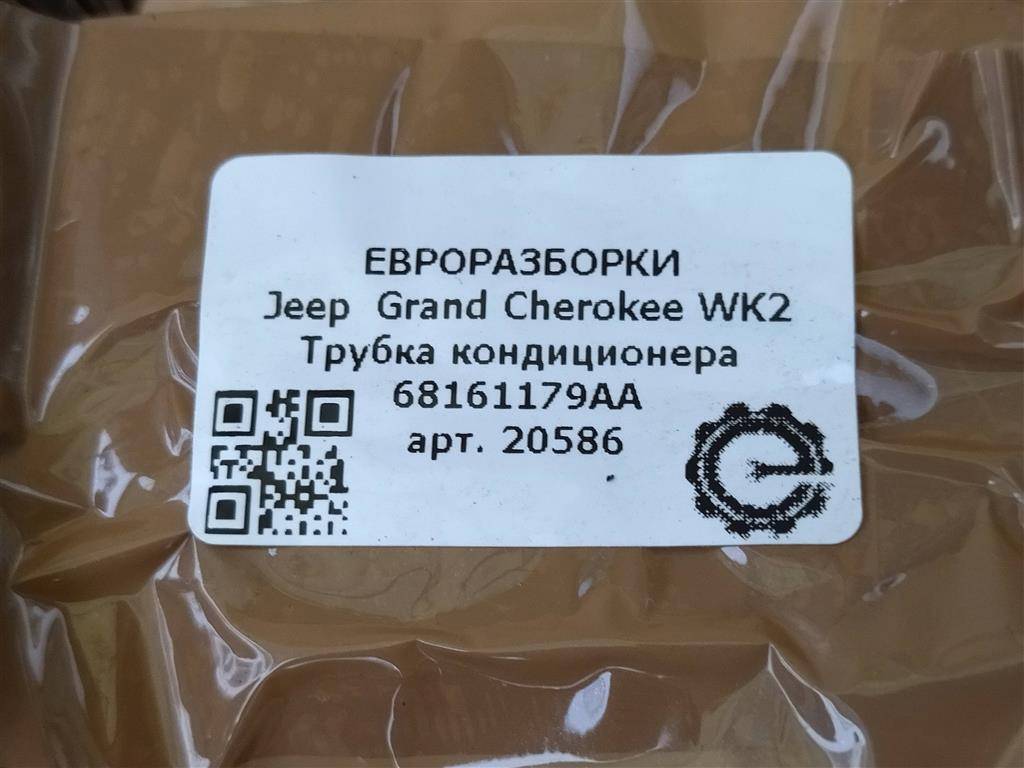 ЕВРОРАЗБОРКИ
Jeep  Grand Cherokee WK2
Трубка кондиционера
68161179AA
арт. 20586